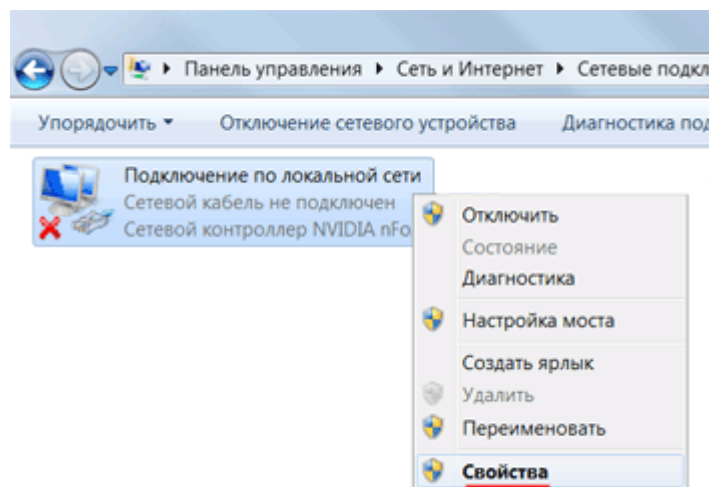 Панель управления Сеть и Интернет Сетевые подкл
Упорядочить Отключение сетевого устройства Диагностика под
Подключение по локальной сети
Сетевой кабель не подключен
Сетевой контроллер NVIDIA nFo
Отключить
Состояние
Диагностика
Настройка моста
Создать ярлык
Удалить
Переименовать
Свойства